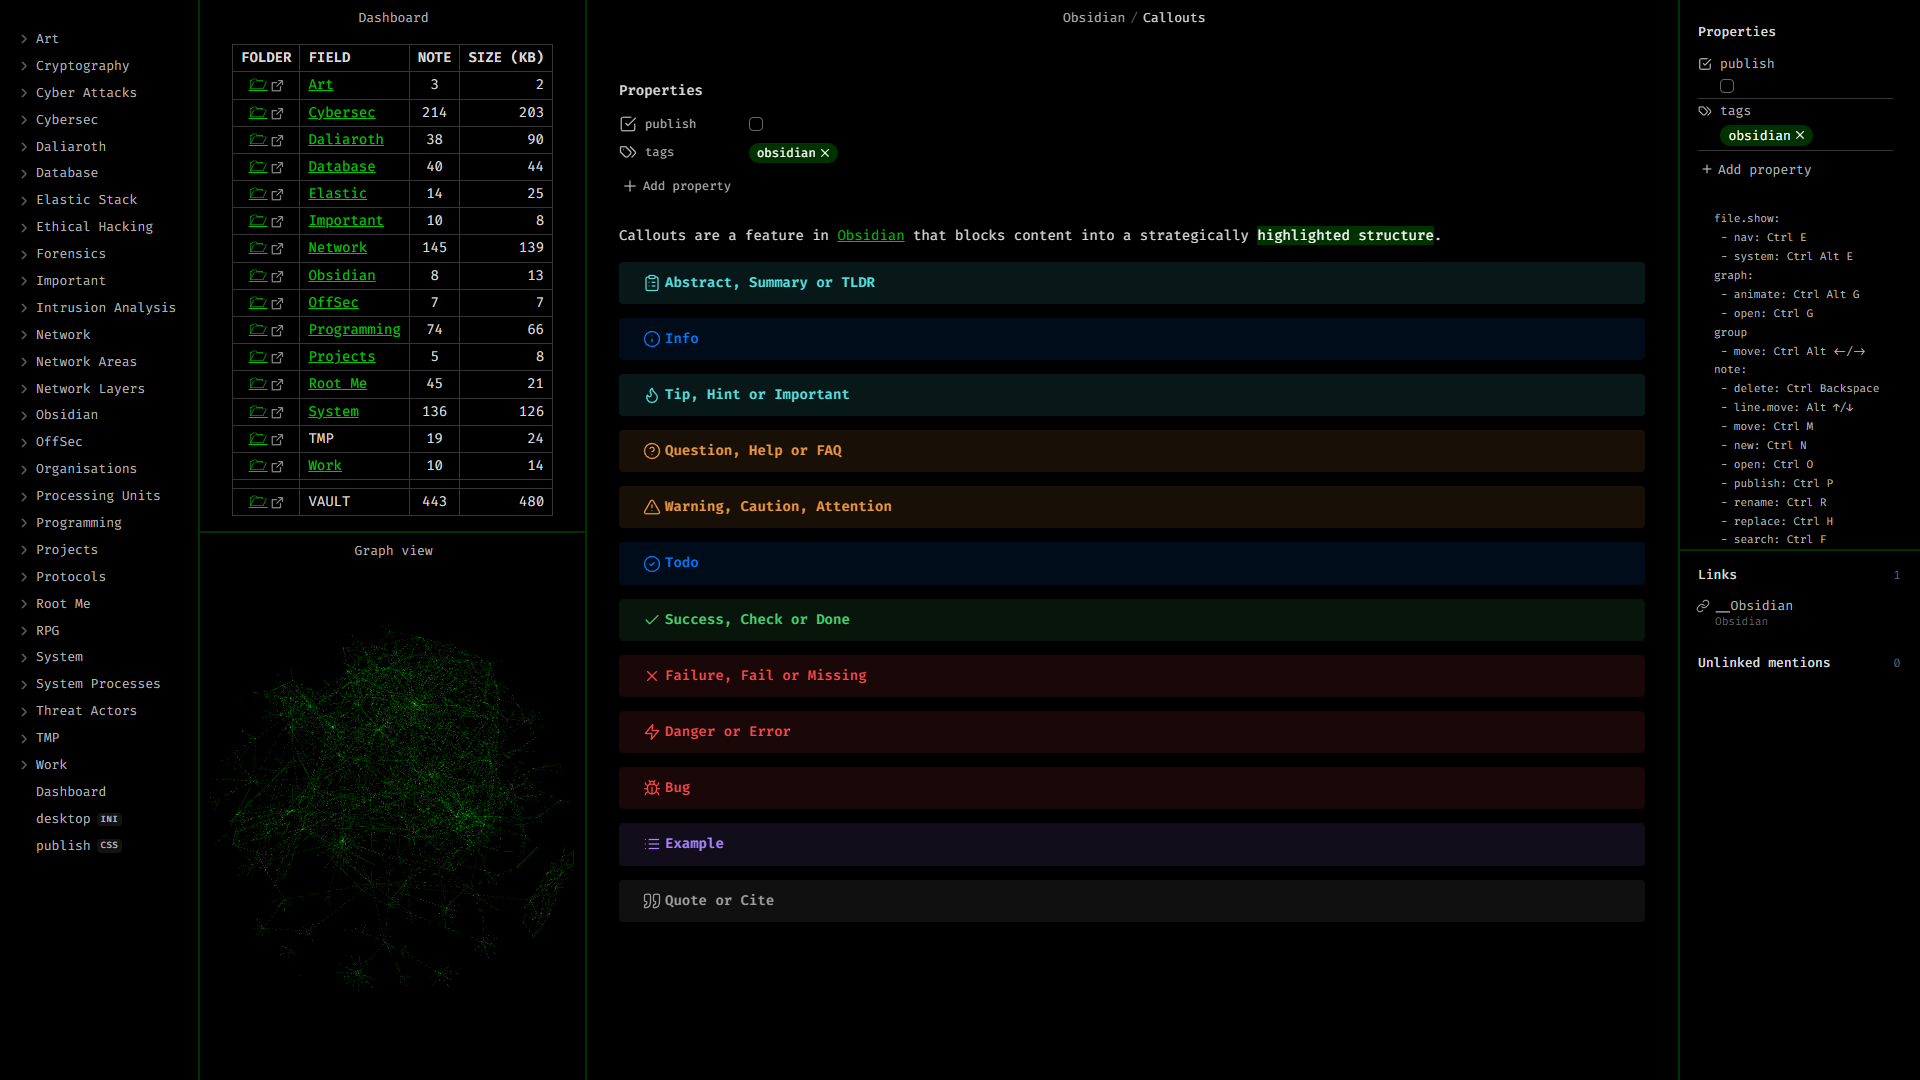 Art
Cryptography
Cyber Attacks
Cybersec
Daliaroth
Database
Elastic Stack
Ethical Hacking
Forensics
Important
Intrusion Analysis
Network
Network Areas
Network Layers
Obsidian
OffSec
Organisations
Processing Units
Programming
Projects
Protocols
Root Me
RPG
System
System Processes
Threat Actors
TMP
Work
Dashboard
desktop INI
publish CSS
Dashboard
FOLDER FIELD NOTE SIZE (KB)
Art 3 2
Cybersec 214 203
Daliaroth 38 90
Database 40 44
Elastic 14 25
Important 10 8
Network 145 139
Obsidian 8 13
OffSec 7 7
Programming 74 66
Projects 5 8
Root Me 45 21
System 136 126
TMP 19 24
Work 10 14
VAULT 443 480
Graph view
Obsidian / Callouts
Properties
publish
tags obsidian ×
+ Add property
Callouts are a feature in Obsidian that blocks content into a strategically highlighted structure.
Abstract, Summary or TLDR
Info
Tip, Hint or Important
Question, Help or FAQ
Warning, Caution, Attention
Todo
Success, Check or Done
Failure, Fail or Missing
Danger or Error
Bug
Example
Quote or Cite
Properties
publish
tags
obsidian ×
+ Add property
file.show:
- nav: Ctrl E
- system: Ctrl Alt E
graph:
- animate: Ctrl Alt G
- open: Ctrl G
group
- move: Ctrl Alt ←/→
note:
- delete: Ctrl Backspace
- line.move: Alt ↑/↓
- move: Ctrl M
- new: Ctrl N
- open: Ctrl O
- publish: Ctrl P
- rename: Ctrl R
- replace: Ctrl H
- search: Ctrl F
Links 1
__Obsidian
Obsidian
Unlinked mentions 0